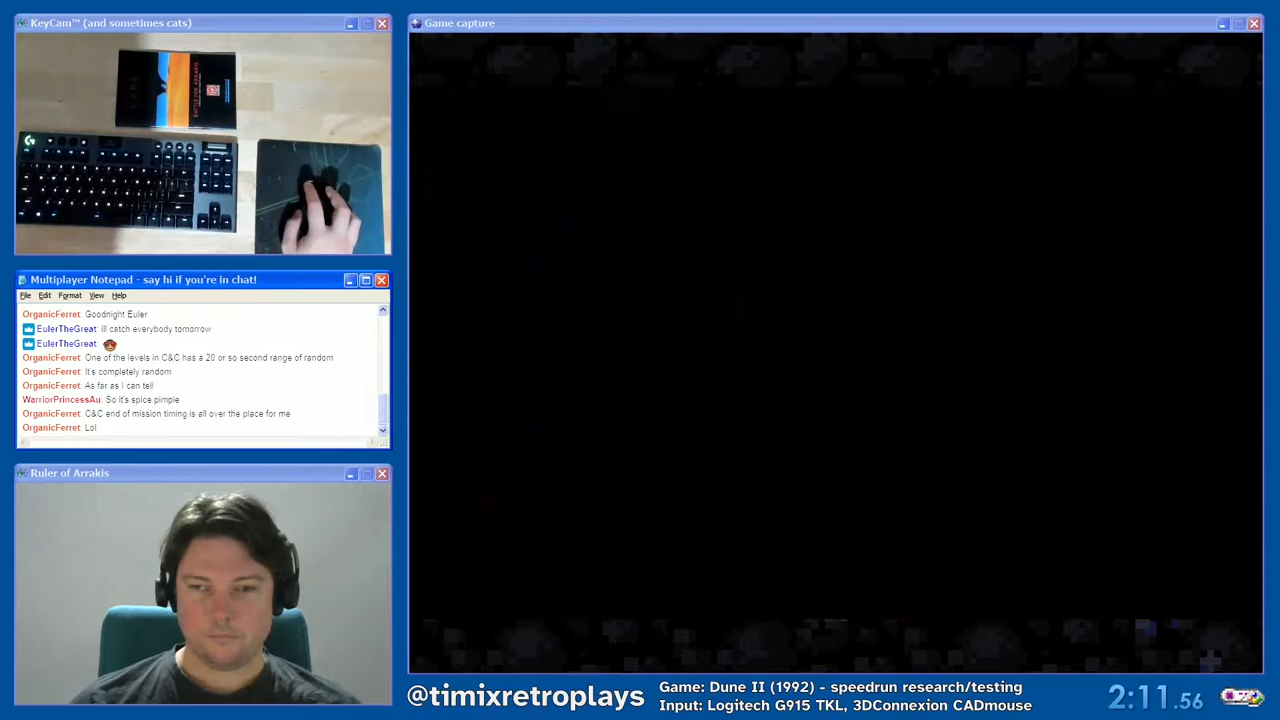 KeyCam™ (and sometimes cats)
Game capture
Multiplayer Notepad - say hi if you're in chat!
File Edit Format View Help
OrganicFerret: Goodnight Euler
EulerTheGreat: ill catch everybody tomorrow
EulerTheGreat:
OrganicFerret: One of the levels in C&C has a 20 or so second range of random
OrganicFerret: It's completely random
OrganicFerret: As far as I can tell
WarriorPrincessAu: So it's spice pimple
OrganicFerret: C&C end of mission timing is all over the place for me
OrganicFerret: Lol
Ruler of Arrakis
@timixretroplays
Game: Dune II (1992) - speedrun research/testing
Input: Logitech G915 TKL, 3DConnexion CADmouse
2:11.56